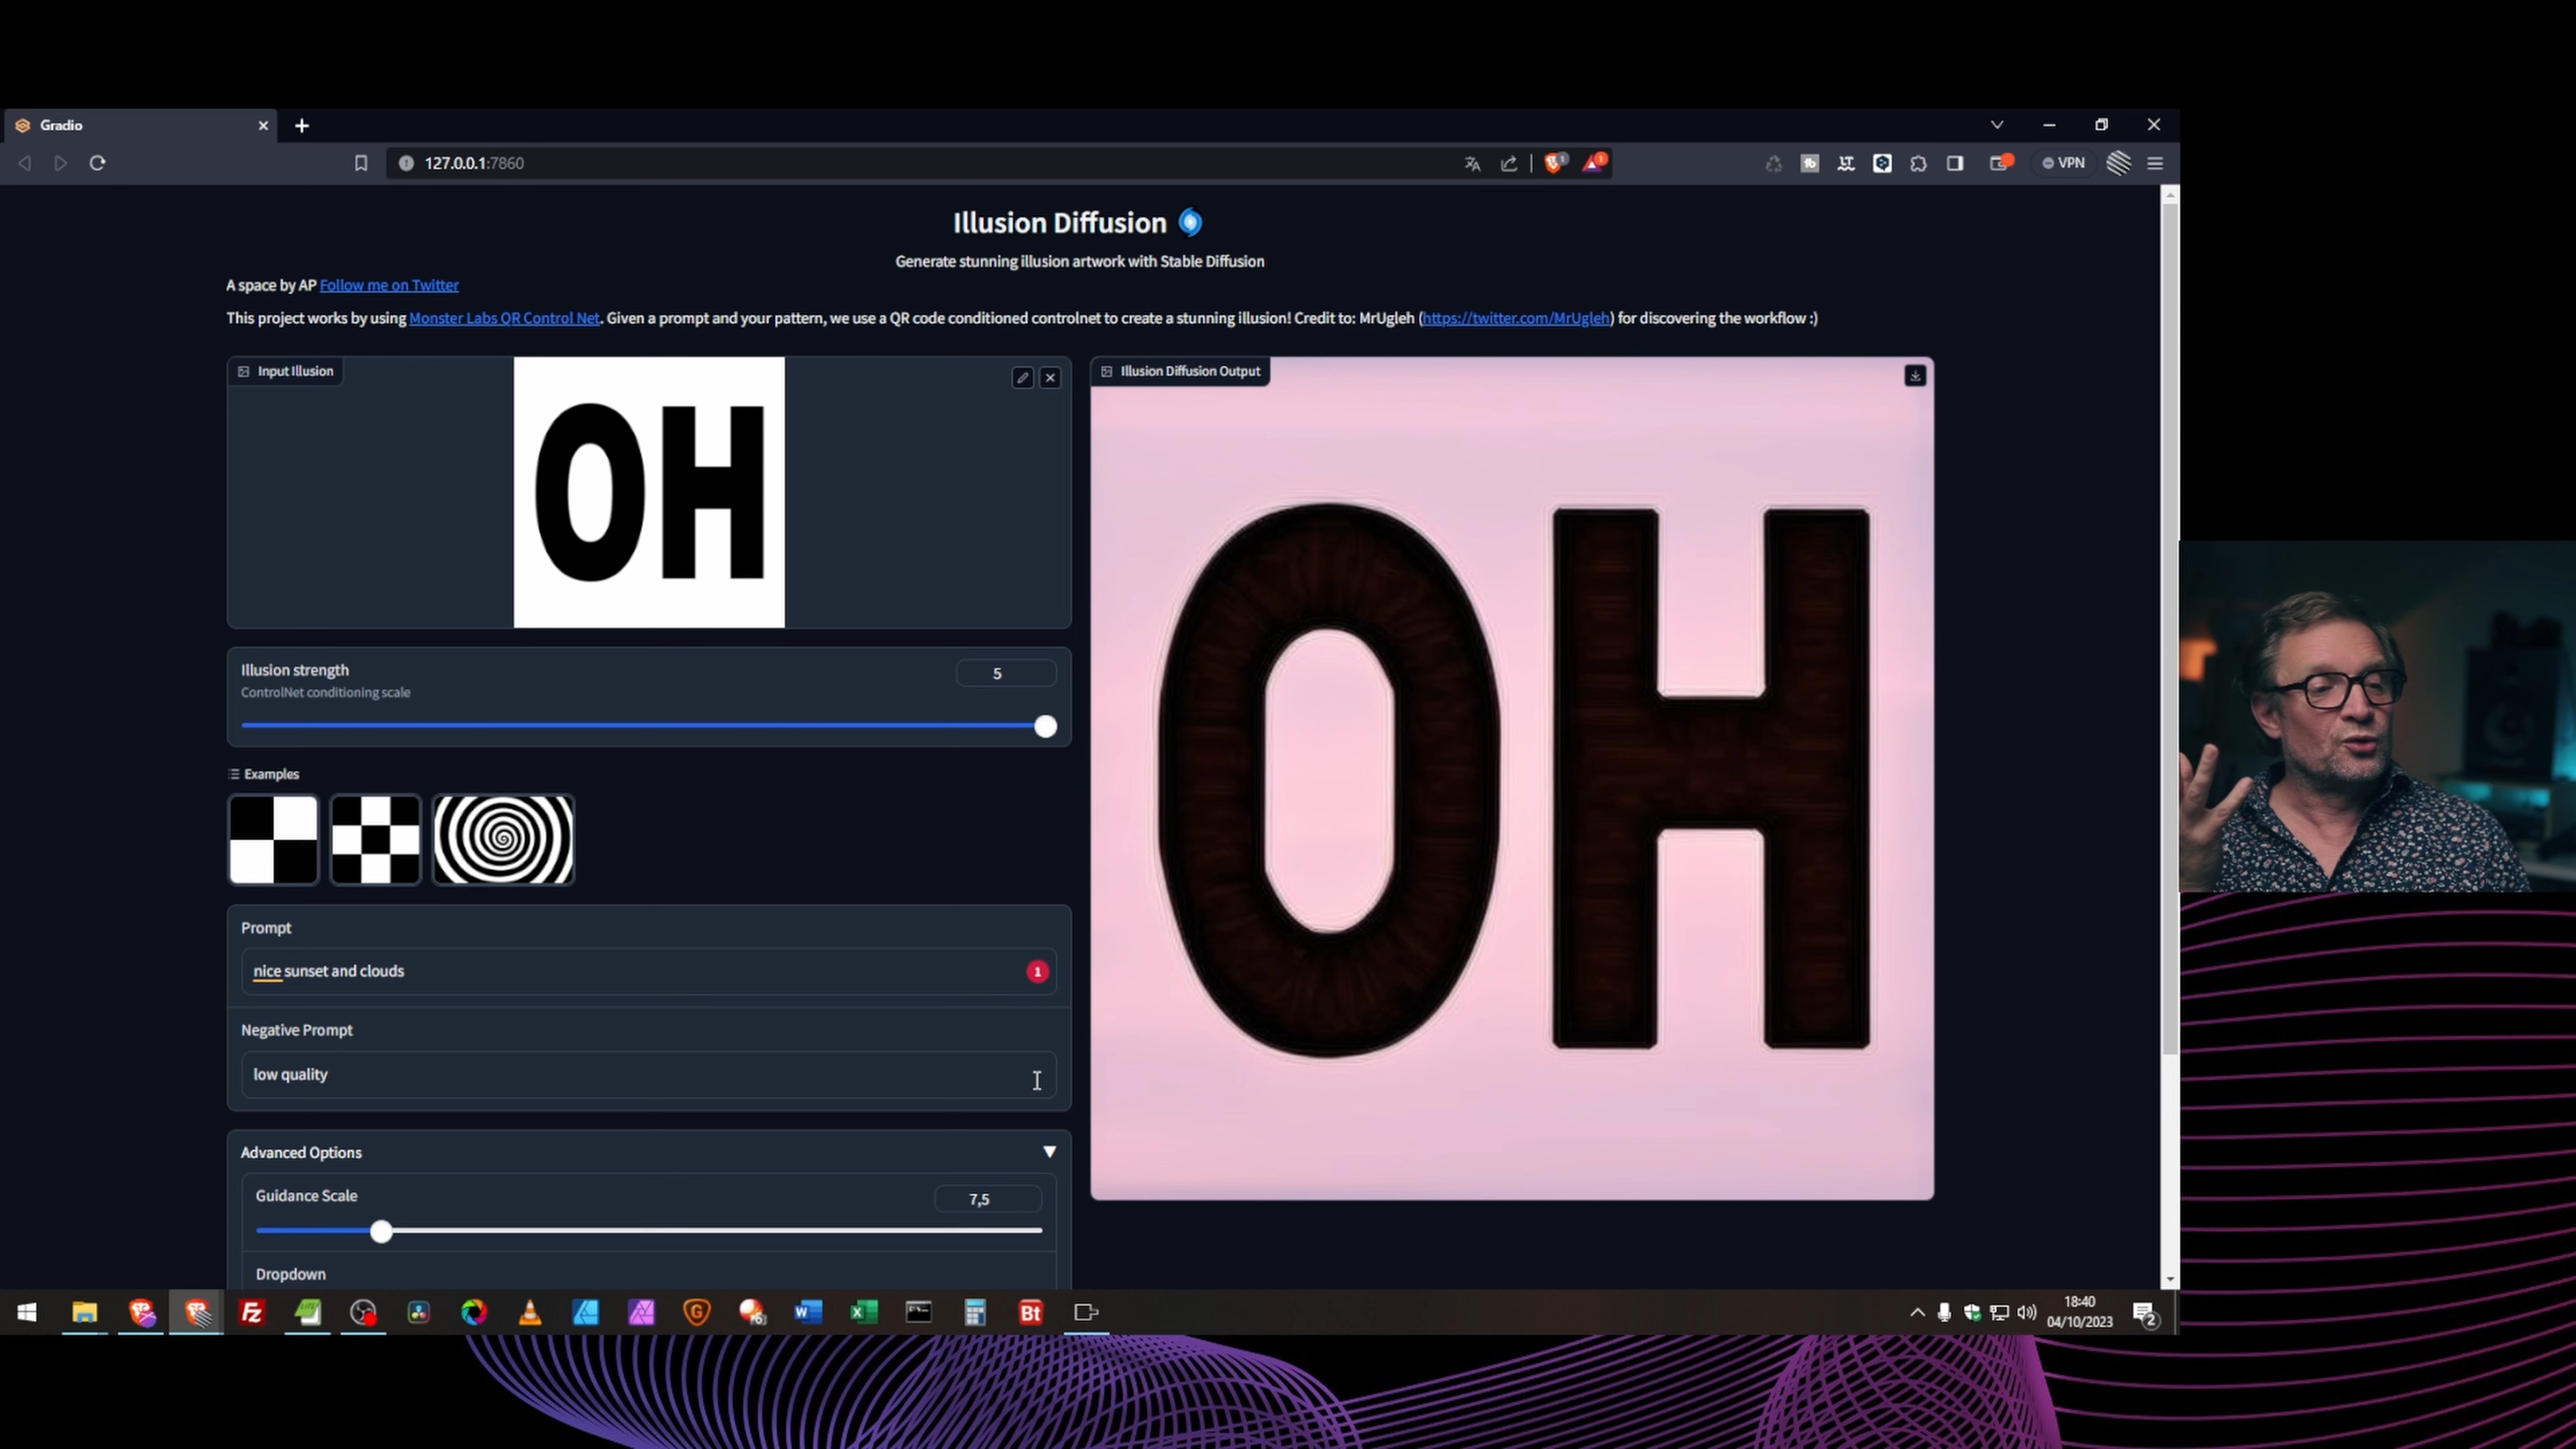 Gradio
127.0.0.1:7860
VPN
Illusion Diffusion
Generate stunning illusion artwork with Stable Diffusion
A space by AP Follow me on Twitter
This project works by using Monster Labs QR Control Net. Given a prompt and your pattern, we use a QR code conditioned controlnet to create a stunning illusion! Credit to: MrUgleh (https://twitter.com/MrUgleh) for discovering the workflow :)
Input Illusion
OH
Illusion strength
5
ControlNet conditioning scale
Examples
Prompt
nice sunset and clouds
1
Negative Prompt
low quality
Advanced Options
Guidance Scale
7,5
Dropdown
Illusion Diffusion Output
OH
Fz
W
X
Bt
18:40
04/10/2023
2